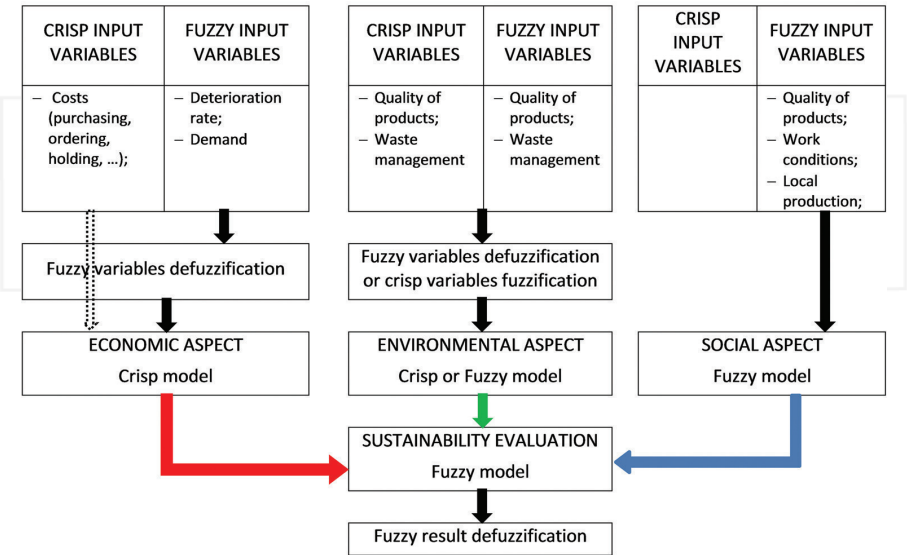 CRISP INPUT
VARIABLES
FUZZY INPUT
VARIABLES
– Costs
(purchasing,
ordering,
holding, ...);
– Deterioration
rate;
– Demand
Fuzzy variables defuzzification
ECONOMIC ASPECT
Crisp model
CRISP INPUT
VARIABLES
FUZZY INPUT
VARIABLES
– Quality of
products;
– Waste
management
– Quality of
products;
– Waste
management
Fuzzy variables defuzzification
or crisp variables fuzzification
ENVIRONMENTAL ASPECT
Crisp or Fuzzy model
CRISP
INPUT
VARIABLES
FUZZY INPUT
VARIABLES
– Quality of
products;
– Work
conditions;
– Local
production;
SOCIAL ASPECT
Fuzzy model
SUSTAINABILITY EVALUATION
Fuzzy model
Fuzzy result defuzzification